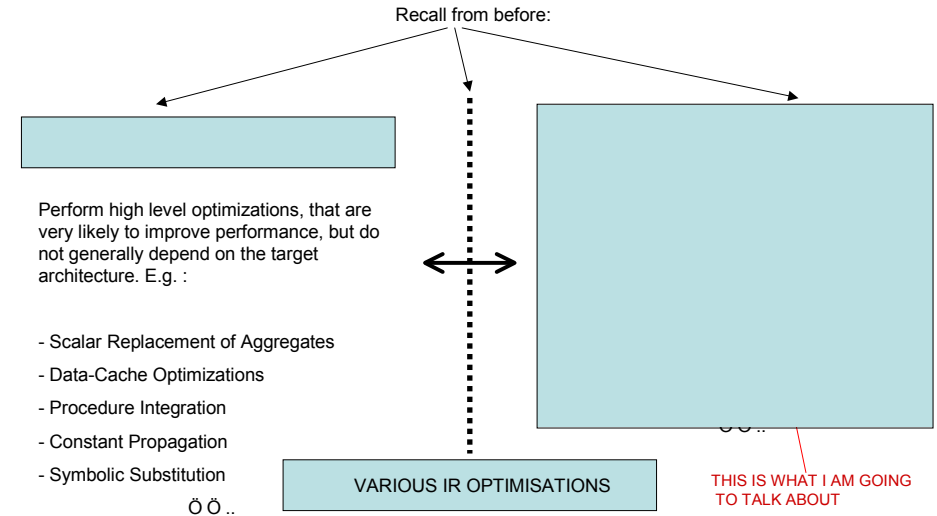 Recall from before:
Perform high level optimizations, that are
very likely to improve performance, but do
not generally depend on the target
architecture. E.g. :
- Scalar Replacement of Aggregates
- Data-Cache Optimizations
- Procedure Integration
- Constant Propagation
- Symbolic Substitution
Ö Ö ..
VARIOUS IR OPTIMISATIONS
THIS IS WHAT I AM GOING
TO TALK ABOUT